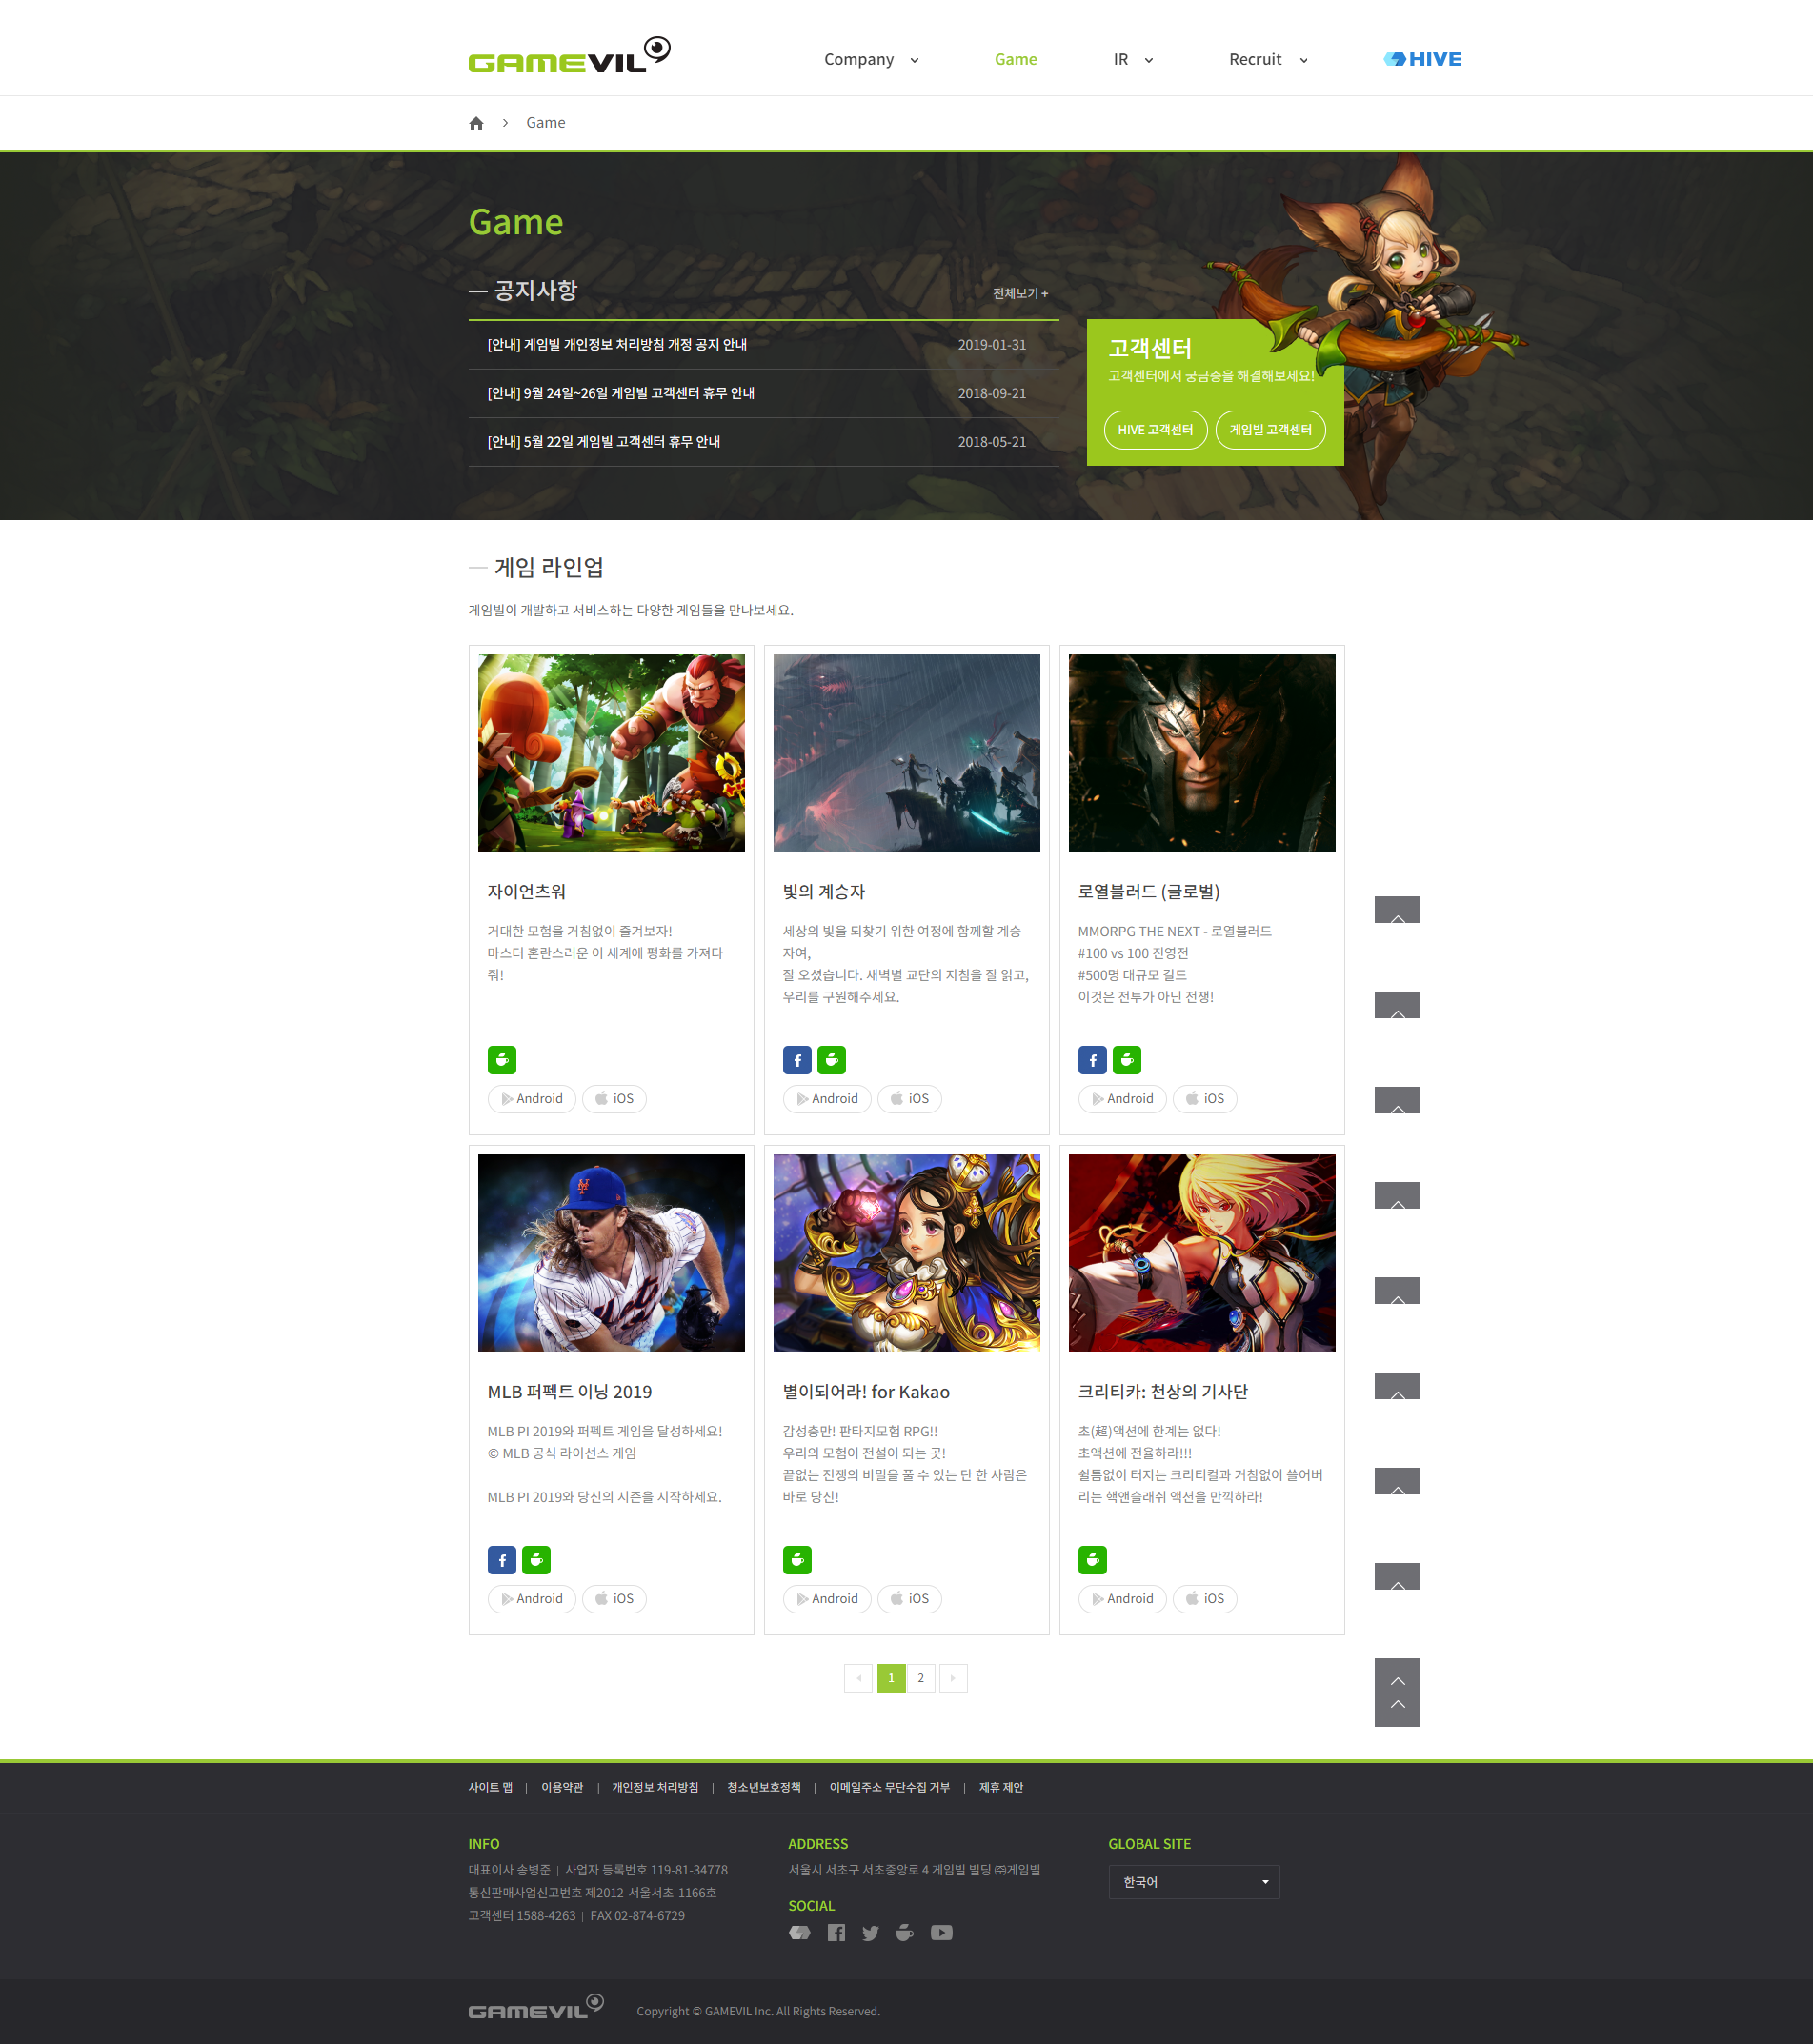 GAMEVIL
Company
Game
IR
Recruit
HIVE
Game
Game
공지사항
전체보기 +
[안내] 게임빌 개인정보 처리방침 개정 공지 안내 2019-01-31
[안내] 9월 24일~26일 게임빌 고객센터 휴무 안내 2018-09-21
[안내] 5월 22일 게임빌 고객센터 휴무 안내 2018-05-21
고객센터
고객센터에서 궁금증을 해결해보세요!
HIVE 고객센터 게임빌 고객센터
게임 라인업
게임빌이 개발하고 서비스하는 다양한 게임들을 만나보세요.
자이언츠워
거대한 모험을 거침없이 즐겨보자!
마스터 혼란스러운 이 세계에 평화를 가져다
줘!
Android iOS
빛의 계승자
세상의 빛을 되찾기 위한 여정에 함께할 계승
자여,
잘 오셨습니다. 새벽별 교단의 지침을 잘 읽고,
우리를 구원해주세요.
Android iOS
로열블러드 (글로벌)
MMORPG THE NEXT - 로열블러드
#100 vs 100 진영전
#500명 대규모 길드
이것은 전투가 아닌 전쟁!
Android iOS
MLB 퍼펙트 이닝 2019
MLB PI 2019와 퍼펙트 게임을 달성하세요!
© MLB 공식 라이선스 게임
MLB PI 2019와 당신의 시즌을 시작하세요.
Android iOS
별이되어라! for Kakao
감성충만! 판타지모험 RPG!!
우리의 모험이 전설이 되는 곳!
끝없는 전쟁의 비밀을 풀 수 있는 단 한 사람은
바로 당신!
Android iOS
크리티카: 천상의 기사단
초(超)액션에 한계는 없다!
초액션에 전율하라!!!
쉴틈없이 터지는 크리티컬과 거침없이 쓸어버
리는 핵앤슬래쉬 액션을 만끽하라!
Android iOS
1 2
사이트 맵 | 이용약관 | 개인정보 처리방침 | 청소년보호정책 | 이메일주소 무단수집 거부 | 제휴 제안
INFO
대표이사 송병준 | 사업자 등록번호 119-81-34778
통신판매사업신고번호 제2012-서울서초-1166호
고객센터 1588-4263 | FAX 02-874-6729
ADDRESS
서울시 서초구 서초중앙로 4 게임빌 빌딩 ㈜게임빌
SOCIAL
GLOBAL SITE
한국어
GAMEVIL
Copyright © GAMEVIL Inc. All Rights Reserved.